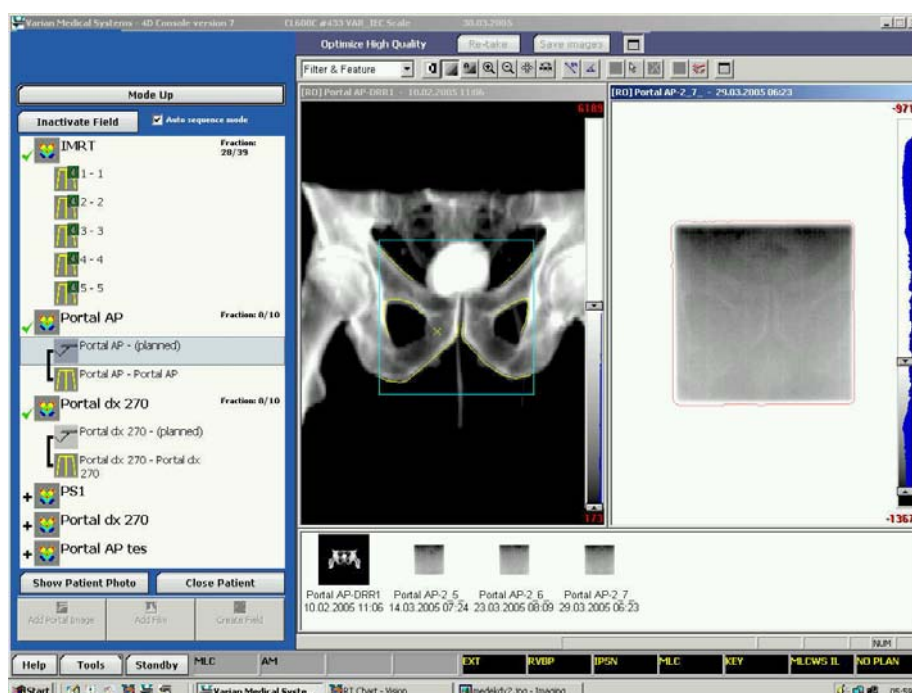 Varian Medical Systems - 4D Console version 7 CL600C #433 VAR_IEC Scale 30.03.2005
Optimize High Quality Re-take Save images
Filter & Feature
Mode Up
Inactivate Field Auto sequence mode
[RO] Portal AP-DRR1 - 10.02.2005 11:06
[RO] Portal AP-2_7_ - 29.03.2005 06:23
6189
-971
173
-1367
IMRT Fraction: 28/39
1 - 1
2 - 2
3 - 3
4 - 4
5 - 5
Portal AP Fraction: 0/10
Portal AP - (planned)
Portal AP - Portal AP
Portal dx 270 Fraction: 0/10
Portal dx 270 - (planned)
Portal dx 270 - Portal dx
270
PS1
Portal dx 270
Portal AP tes
Show Patient Photo Close Patient
Add Portal Image Add Film Create Field
Portal AP-DRR1 Portal AP-2_5_ Portal AP-2_6_ Portal AP-2_7_
10.02.2005 11:06 14.03.2005 07:24 23.03.2005 08:09 29.03.2005 06:23
NUM
Help Tools Standby MLC AM EXT RVBP IPSN MLC KEY MLCWS IL NO PLAN
Start Varian Medical Syste... RT Chart - Vision medekfv2.jpg - Imaging